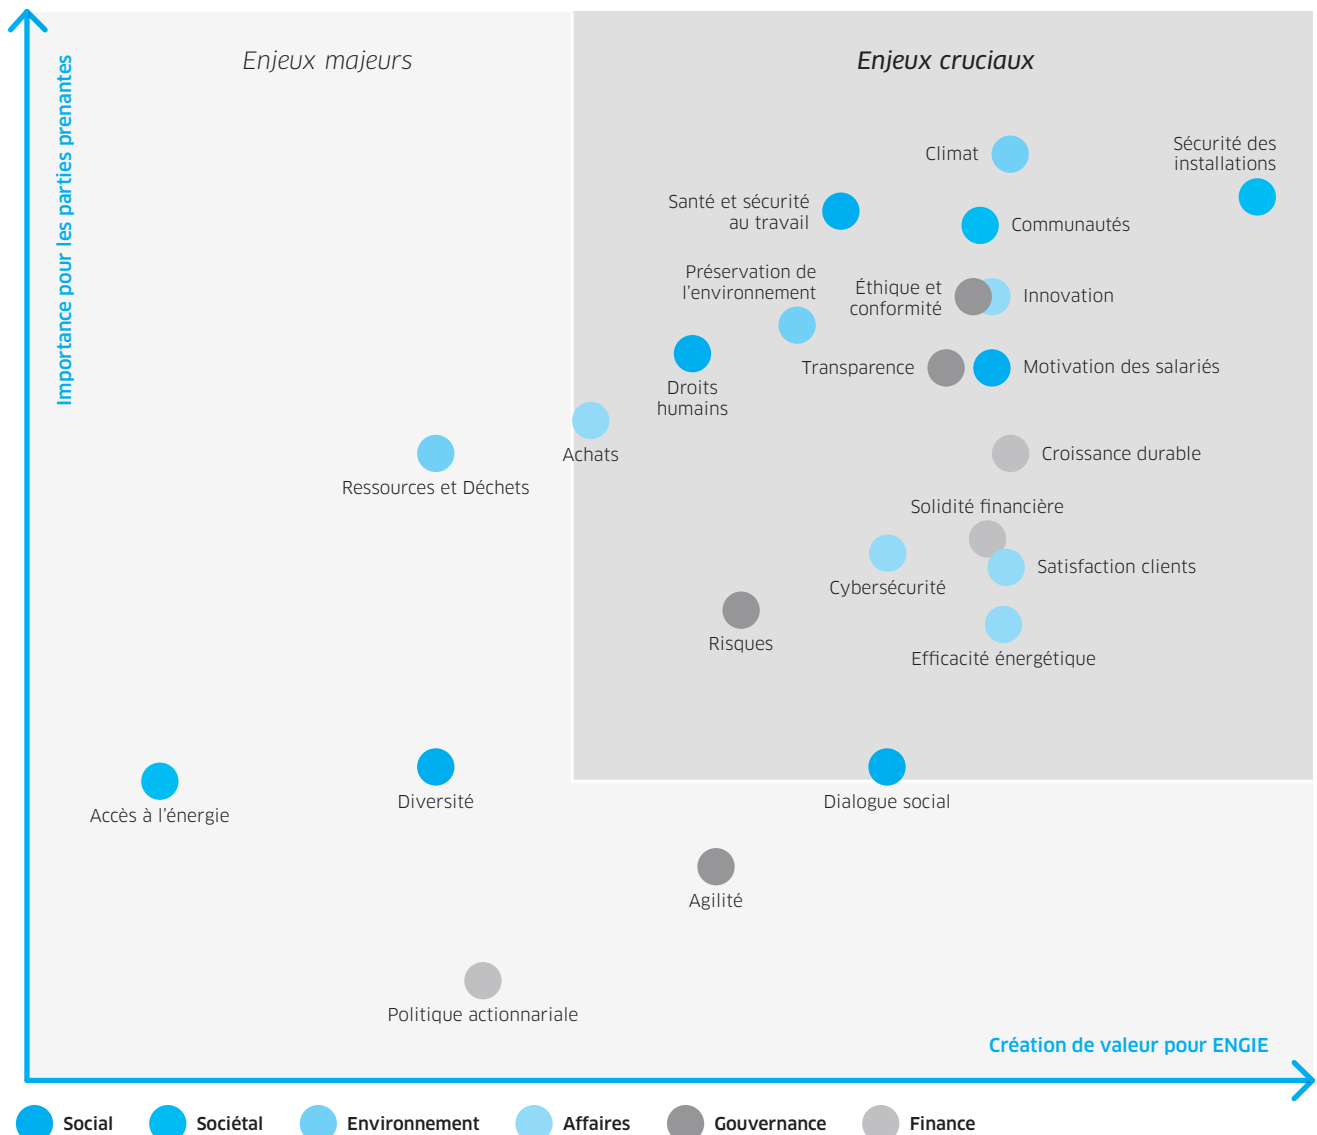 Enjeux majeurs
Enjeux cruciaux
Importance pour les parties prenantes
Climat
Sécurité des
installations
Santé et sécurité
au travail
Communautés
Préservation de
l'environnement
Éthique et
conformité
Innovation
Transparence
Motivation des salariés
Droits
humains
Achats
Croissance durable
Ressources et Déchets
Solidité financière
Satisfaction clients
Cybersécurité
Risques
Efficacité énergétique
Accès à l'énergie
Diversité
Dialogue social
Agilité
Politique actionnariale
Création de valeur pour ENGIE
Social
Sociétal
Environnement
Affaires
Gouvernance
Finance